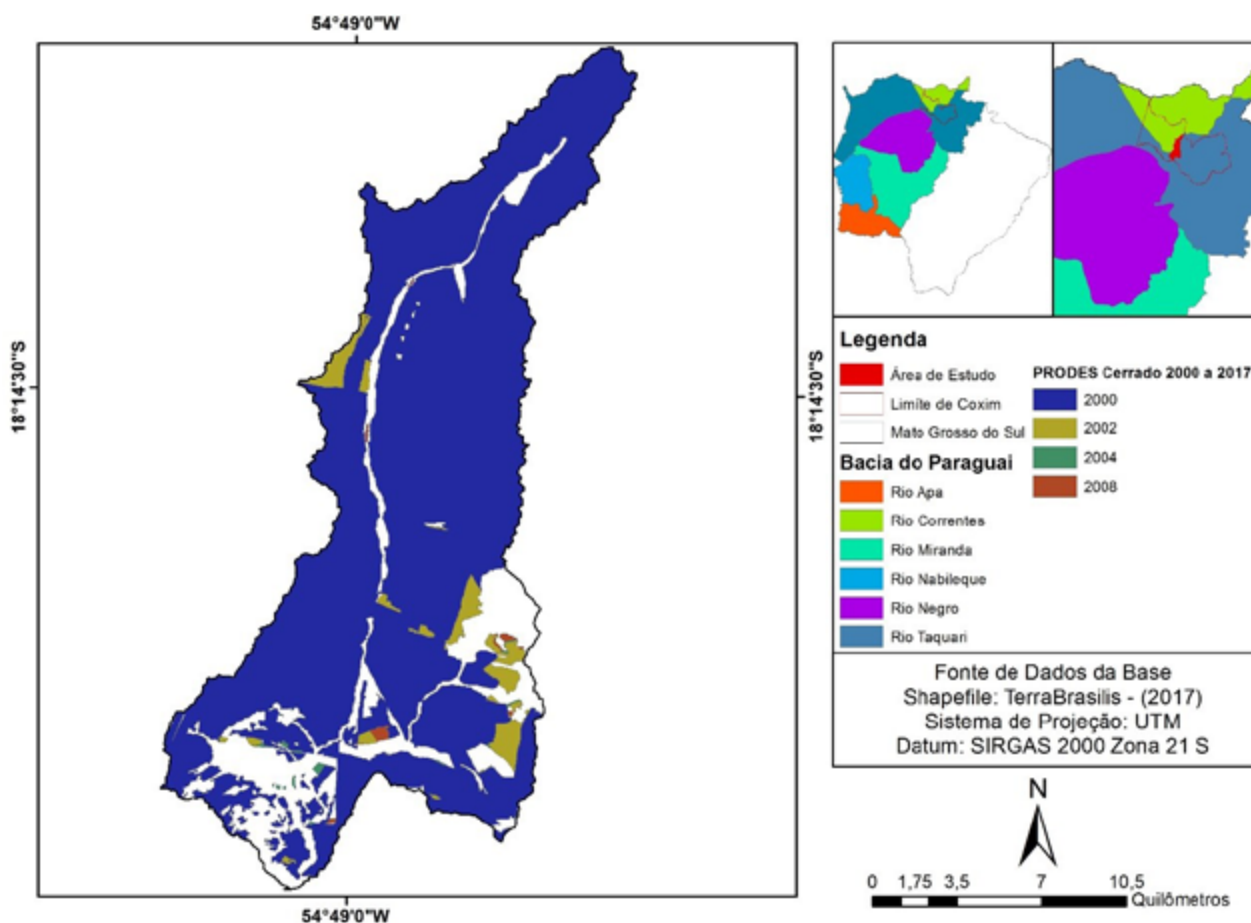 54°49'0"W
18°14'30"S
18°14'30"S
54°49'0"W
Legenda
Área de Estudo
Limíte de Coxim
Mato Grosso do Sul
Bacia do Paraguai
Rio Apa
Rio Correntes
Rio Miranda
Rio Nabileque
Rio Negro
Rio Taquari
PRODES Cerrado 2000 a 2017
2000
2002
2004
2008
Fonte de Dados da Base
Shapefile: TerraBrasilis - (2017)
Sistema de Projeção: UTM
Datum: SIRGAS 2000 Zona 21 S
N
0 1,75 3,5 7 10,5
Quilômetros